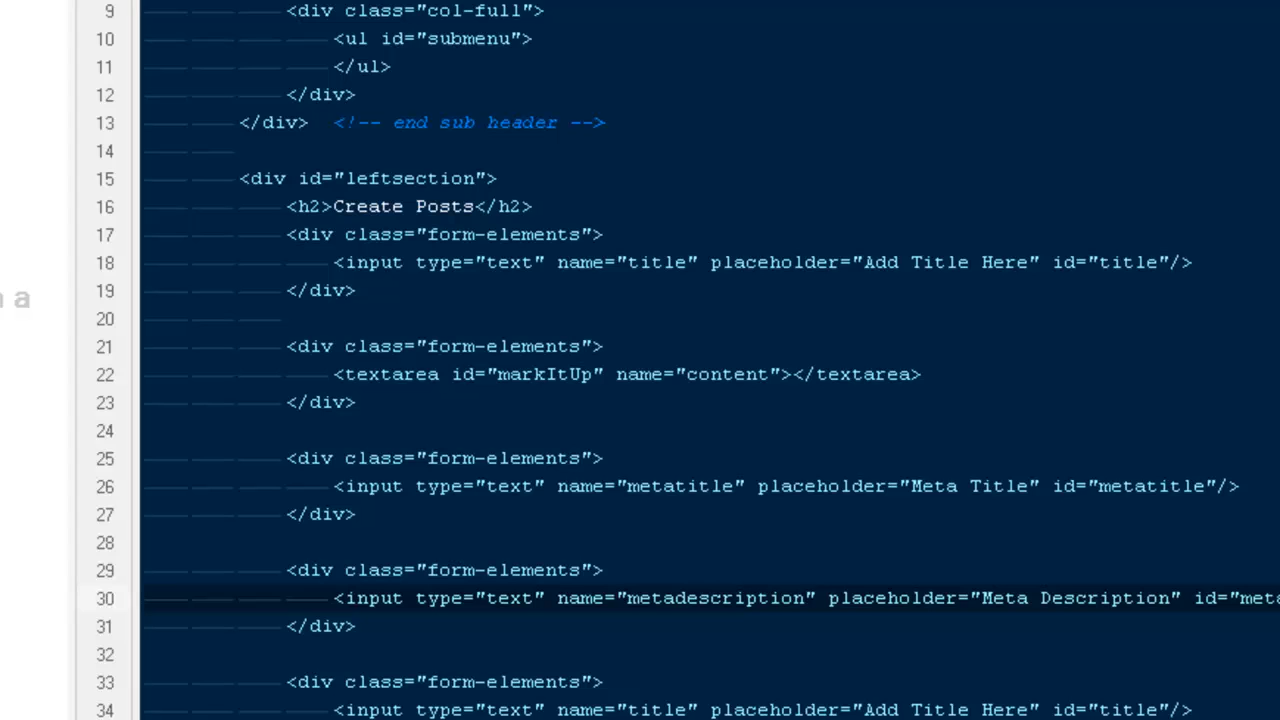 9 <div class="col-full">
10 <ul id="submenu">
11 </ul>
12 </div>
13 </div> <!-- end sub header -->
14
15 <div id="leftsection">
16 <h2>Create Posts</h2>
17 <div class="form-elements">
18 <input type="text" name="title" placeholder="Add Title Here" id="title"/>
19 </div>
20
21 <div class="form-elements">
22 <textarea id="markItUp" name="content"></textarea>
23 </div>
24
25 <div class="form-elements">
26 <input type="text" name="metatitle" placeholder="Meta Title" id="metatitle"/>
27 </div>
28
29 <div class="form-elements">
30 <input type="text" name="metadescription" placeholder="Meta Description" id="meta
31 </div>
32
33 <div class="form-elements">
34 <input type="text" name="title" placeholder="Add Title Here" id="title"/>